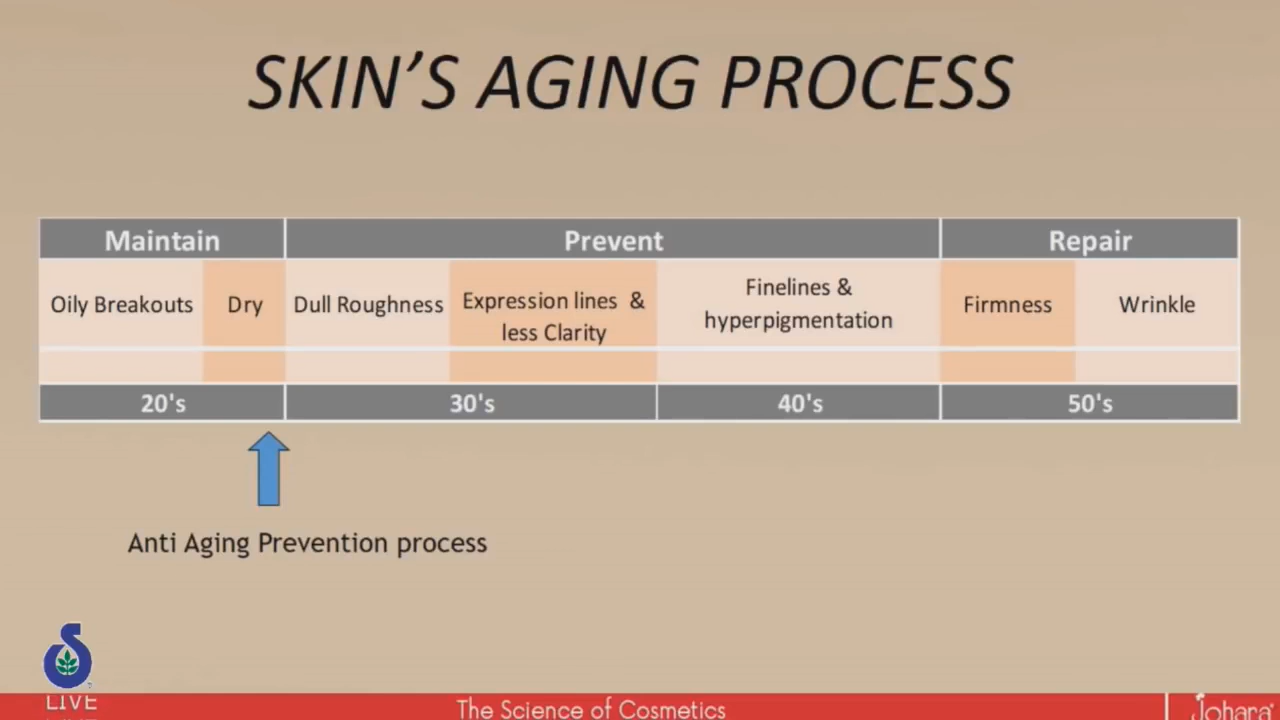 SKIN'S AGING PROCESS
Maintain Prevent Repair
Oily Breakouts Dry Dull Roughness Expression lines & less Clarity Finelines & hyperpigmentation Firmness Wrinkle
20's 30's 40's 50's
Anti Aging Prevention process
LIVE
The Science of Cosmetics
Johara